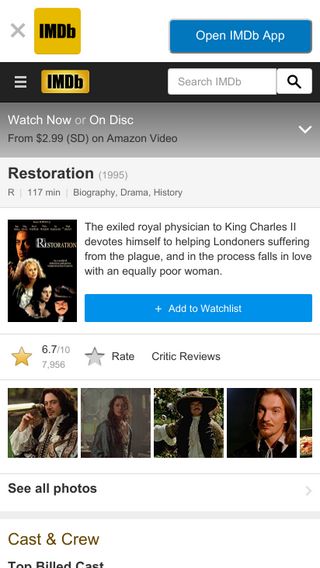 IMDb
Open IMDb App
IMDb
Search IMDb
Watch Now or On Disc
From $2.99 (SD) on Amazon Video
Restoration (1995)
R | 117 min | Biography, Drama, History
RESTORATION
The exiled royal physician to King Charles II
devotes himself to helping Londoners suffering
from the plague, and in the process falls in love
with an equally poor woman.
+ Add to Watchlist
6.7/10
7,956
Rate
Critic Reviews
See all photos
Cast & Crew
Top Billed Cast